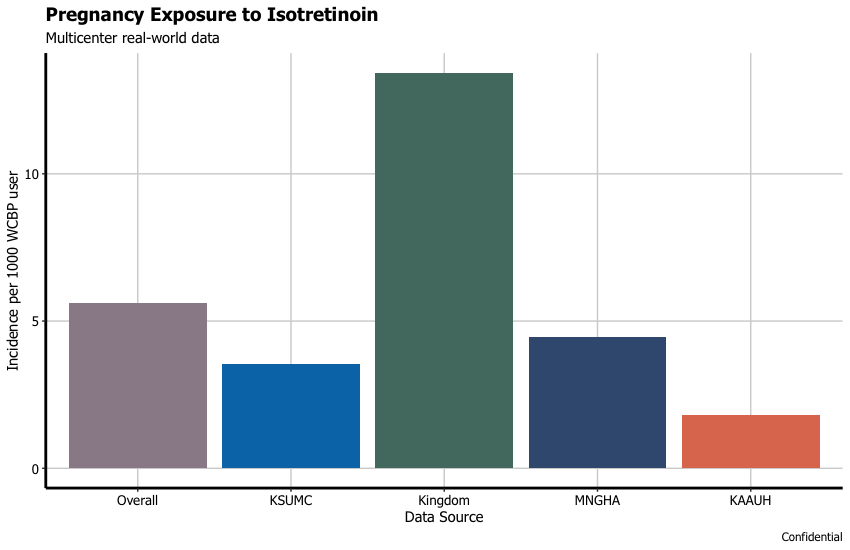 Pregnancy Exposure to Isotretinoin
Multicenter real-world data
Incidence per 1000 WCBP user
10
5
0
Overall
KSUMC
Kingdom
MNGHA
KAAUH
Data Source
Confidential